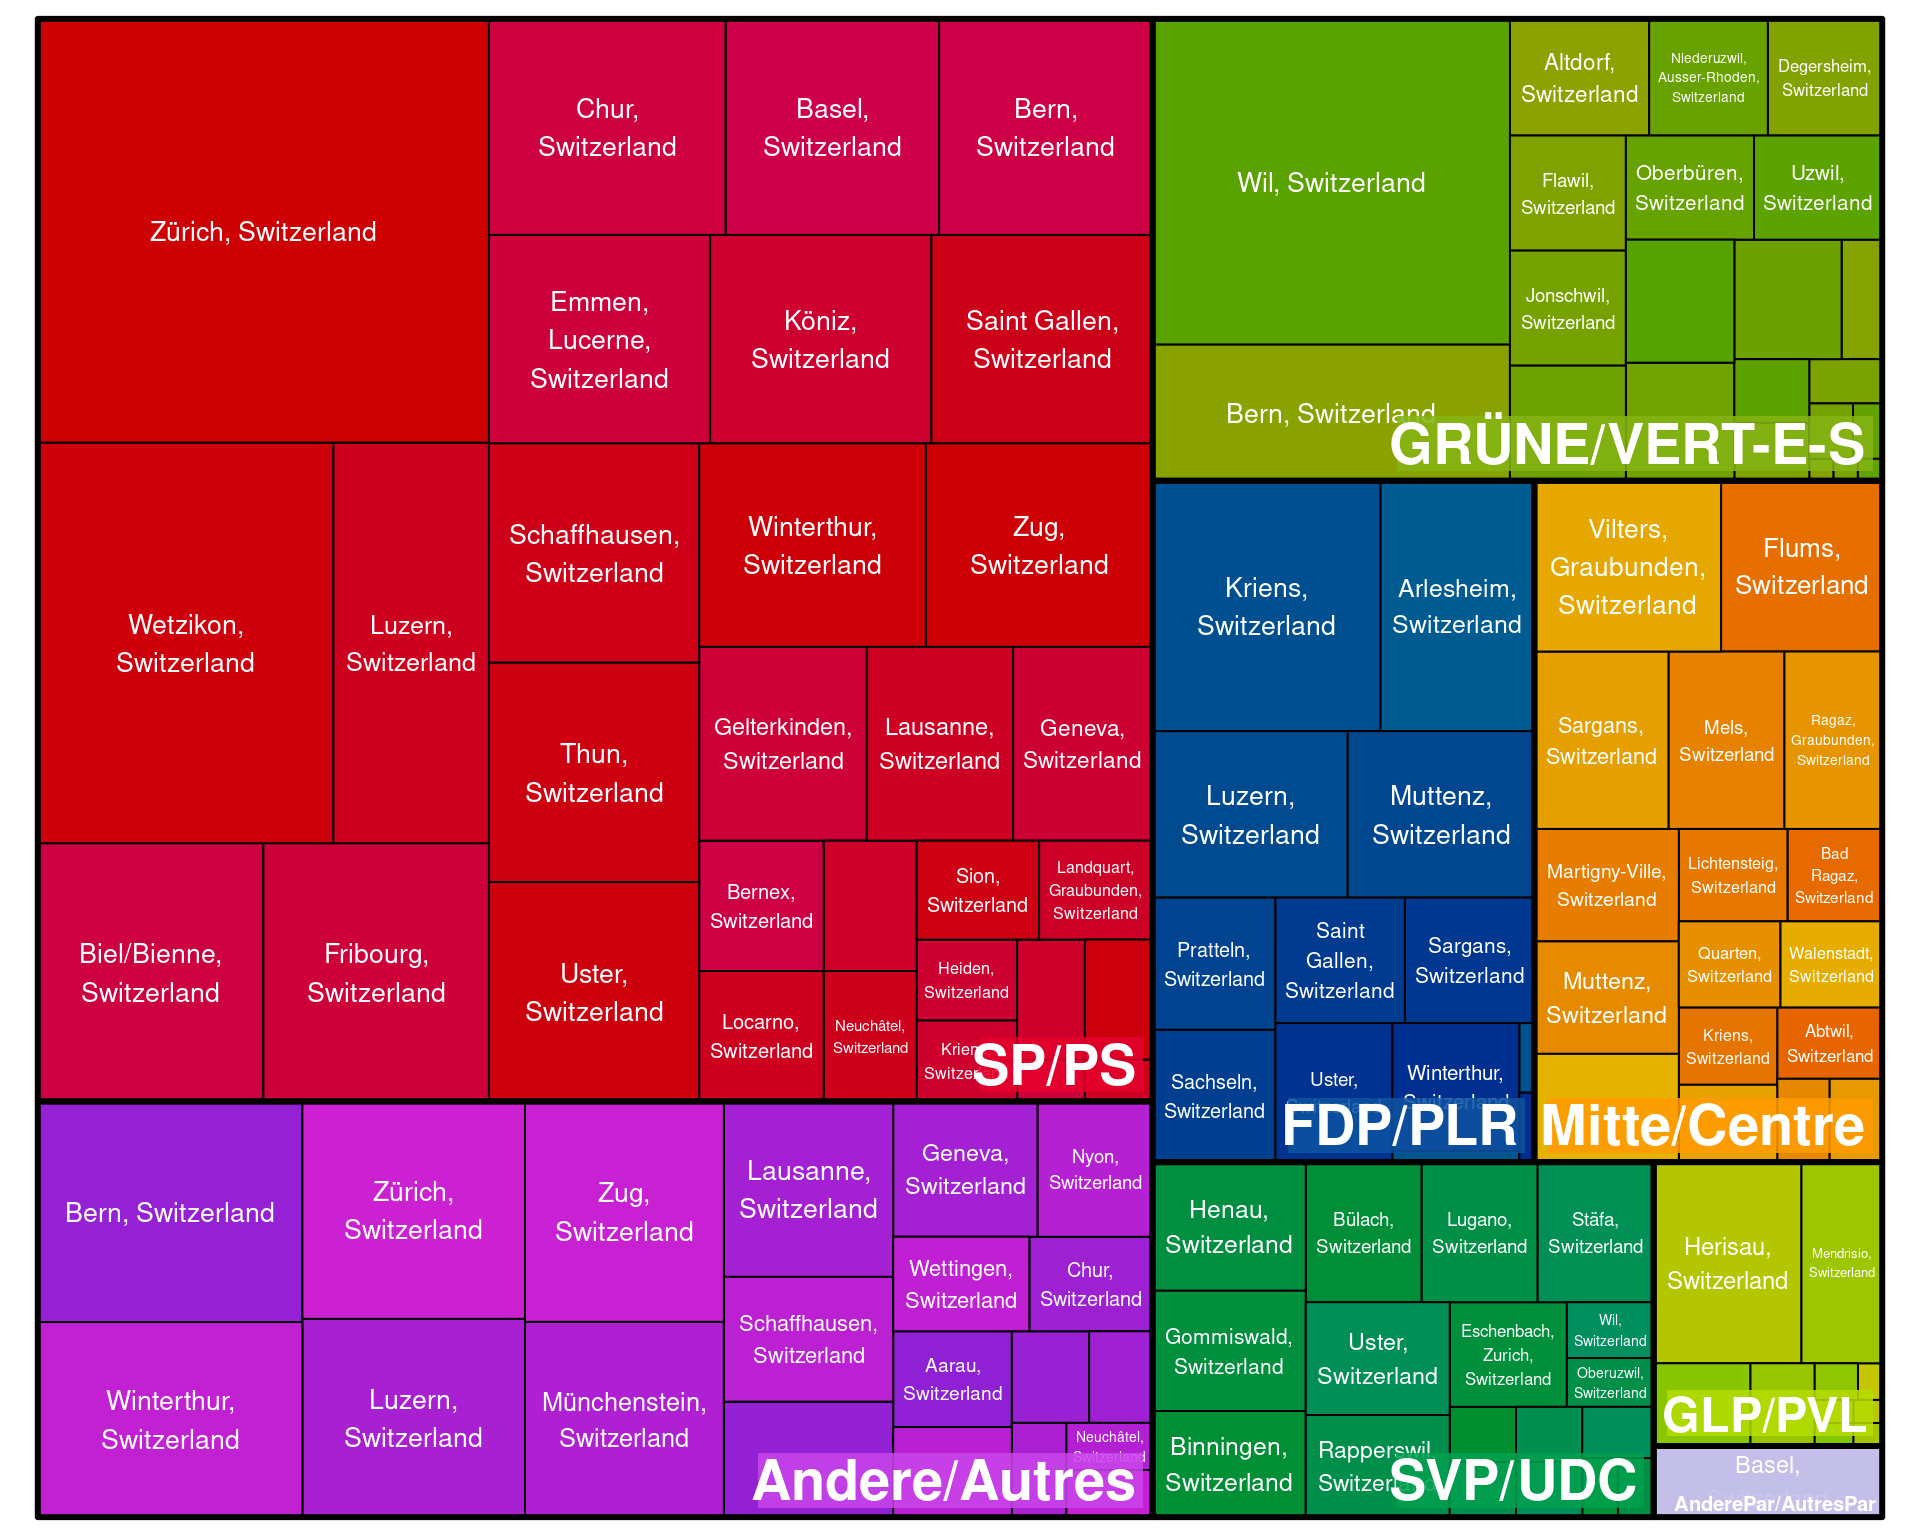 Zürich, Switzerland
Chur,
Switzerland
Basel,
Switzerland
Bern,
Switzerland
Emmen,
Lucerne,
Switzerland
Köniz,
Switzerland
Saint Gallen,
Switzerland
Wetzikon,
Switzerland
Luzern,
Switzerland
Schaffhausen,
Switzerland
Winterthur,
Switzerland
Zug,
Switzerland
Thun,
Switzerland
Gelterkinden,
Switzerland
Lausanne,
Switzerland
Geneva,
Switzerland
Biel/Bienne,
Switzerland
Fribourg,
Switzerland
Uster,
Switzerland
Bernex,
Switzerland
Sion,
Switzerland
Landquart,
Graubunden,
Switzerland
Locarno,
Switzerland
Neuchâtel,
Switzerland
Heiden,
Switzerland
Kriens,
Switzerland
SP/PS
Wil, Switzerland
Altdorf,
Switzerland
Niederuzwil,
Ausser-Rhoden,
Switzerland
Degersheim,
Switzerland
Flawil,
Switzerland
Oberbüren,
Switzerland
Uzwil,
Switzerland
Jonschwil,
Switzerland
Bern, Switzerland
GRÜNE/VERT-E-S
Kriens,
Switzerland
Arlesheim,
Switzerland
Luzern,
Switzerland
Muttenz,
Switzerland
Pratteln,
Switzerland
Saint
Gallen,
Switzerland
Sargans,
Switzerland
Sachseln,
Switzerland
Uster,
Switzerland
Winterthur,
Switzerland
FDP/PLR
Vilters,
Graubunden,
Switzerland
Flums,
Switzerland
Sargans,
Switzerland
Mels,
Switzerland
Ragaz,
Graubunden,
Switzerland
Martigny-Ville,
Switzerland
Lichtensteig,
Switzerland
Bad
Ragaz,
Switzerland
Muttenz,
Switzerland
Quarten,
Switzerland
Walenstadt,
Switzerland
Kriens,
Switzerland
Abtwil,
Switzerland
Mitte/Centre
Bern, Switzerland
Zürich,
Switzerland
Zug,
Switzerland
Lausanne,
Switzerland
Geneva,
Switzerland
Nyon,
Switzerland
Wettingen,
Switzerland
Chur,
Switzerland
Winterthur,
Switzerland
Luzern,
Switzerland
Münchenstein,
Switzerland
Schaffhausen,
Switzerland
Aarau,
Switzerland
Neuchâtel,
Switzerland
Andere/Autres
Henau,
Switzerland
Bülach,
Switzerland
Lugano,
Switzerland
Stäfa,
Switzerland
Gommiswald,
Switzerland
Uster,
Switzerland
Eschenbach,
Zurich,
Switzerland
Wil,
Switzerland
Oberuzwil,
Switzerland
Binningen,
Switzerland
Rapperswil,
Switzerland
SVP/UDC
Herisau,
Switzerland
Mendrisio,
Switzerland
GLP/PVL
Basel,
Switzerland
AnderePar/AutresPar